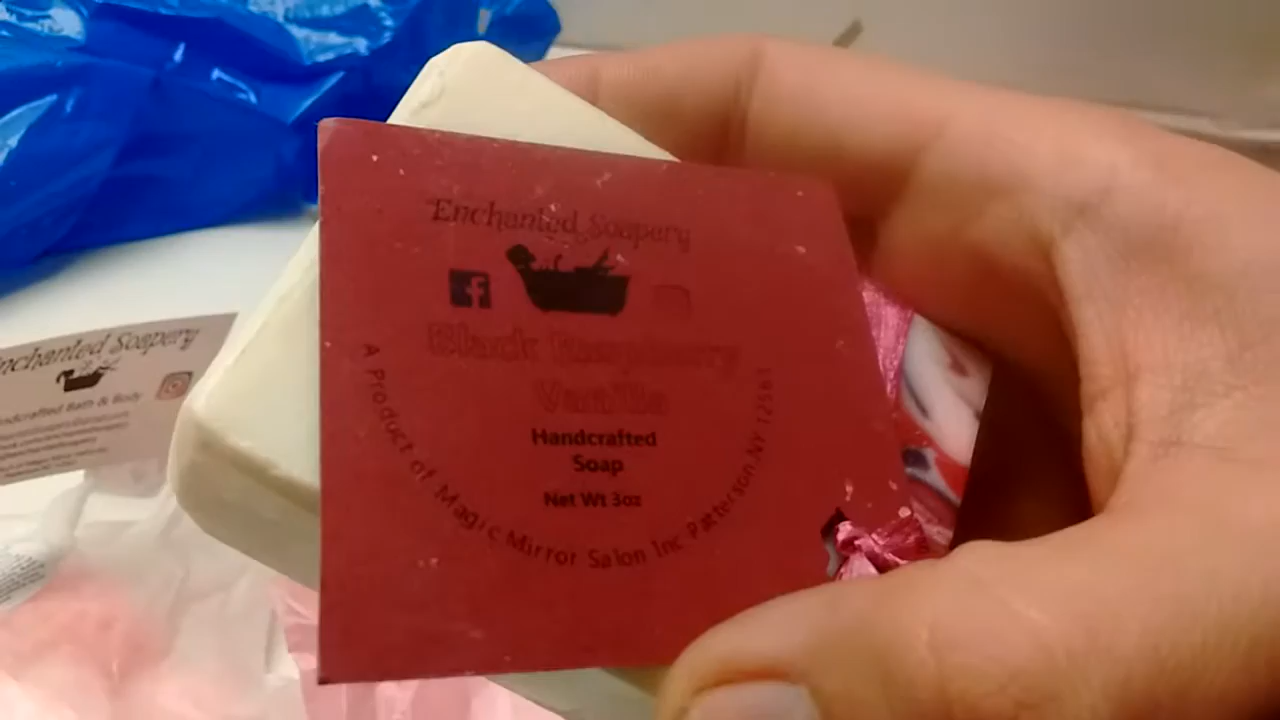 Enchanted Soapery
f
Black Raspberry
Vanilla
Handcrafted
Soap
Net Wt 3oz
A Product of Magic Mirror Salon Inc Patterson, NY 12561
Enchanted Soapery
Handcrafted Bath & Body